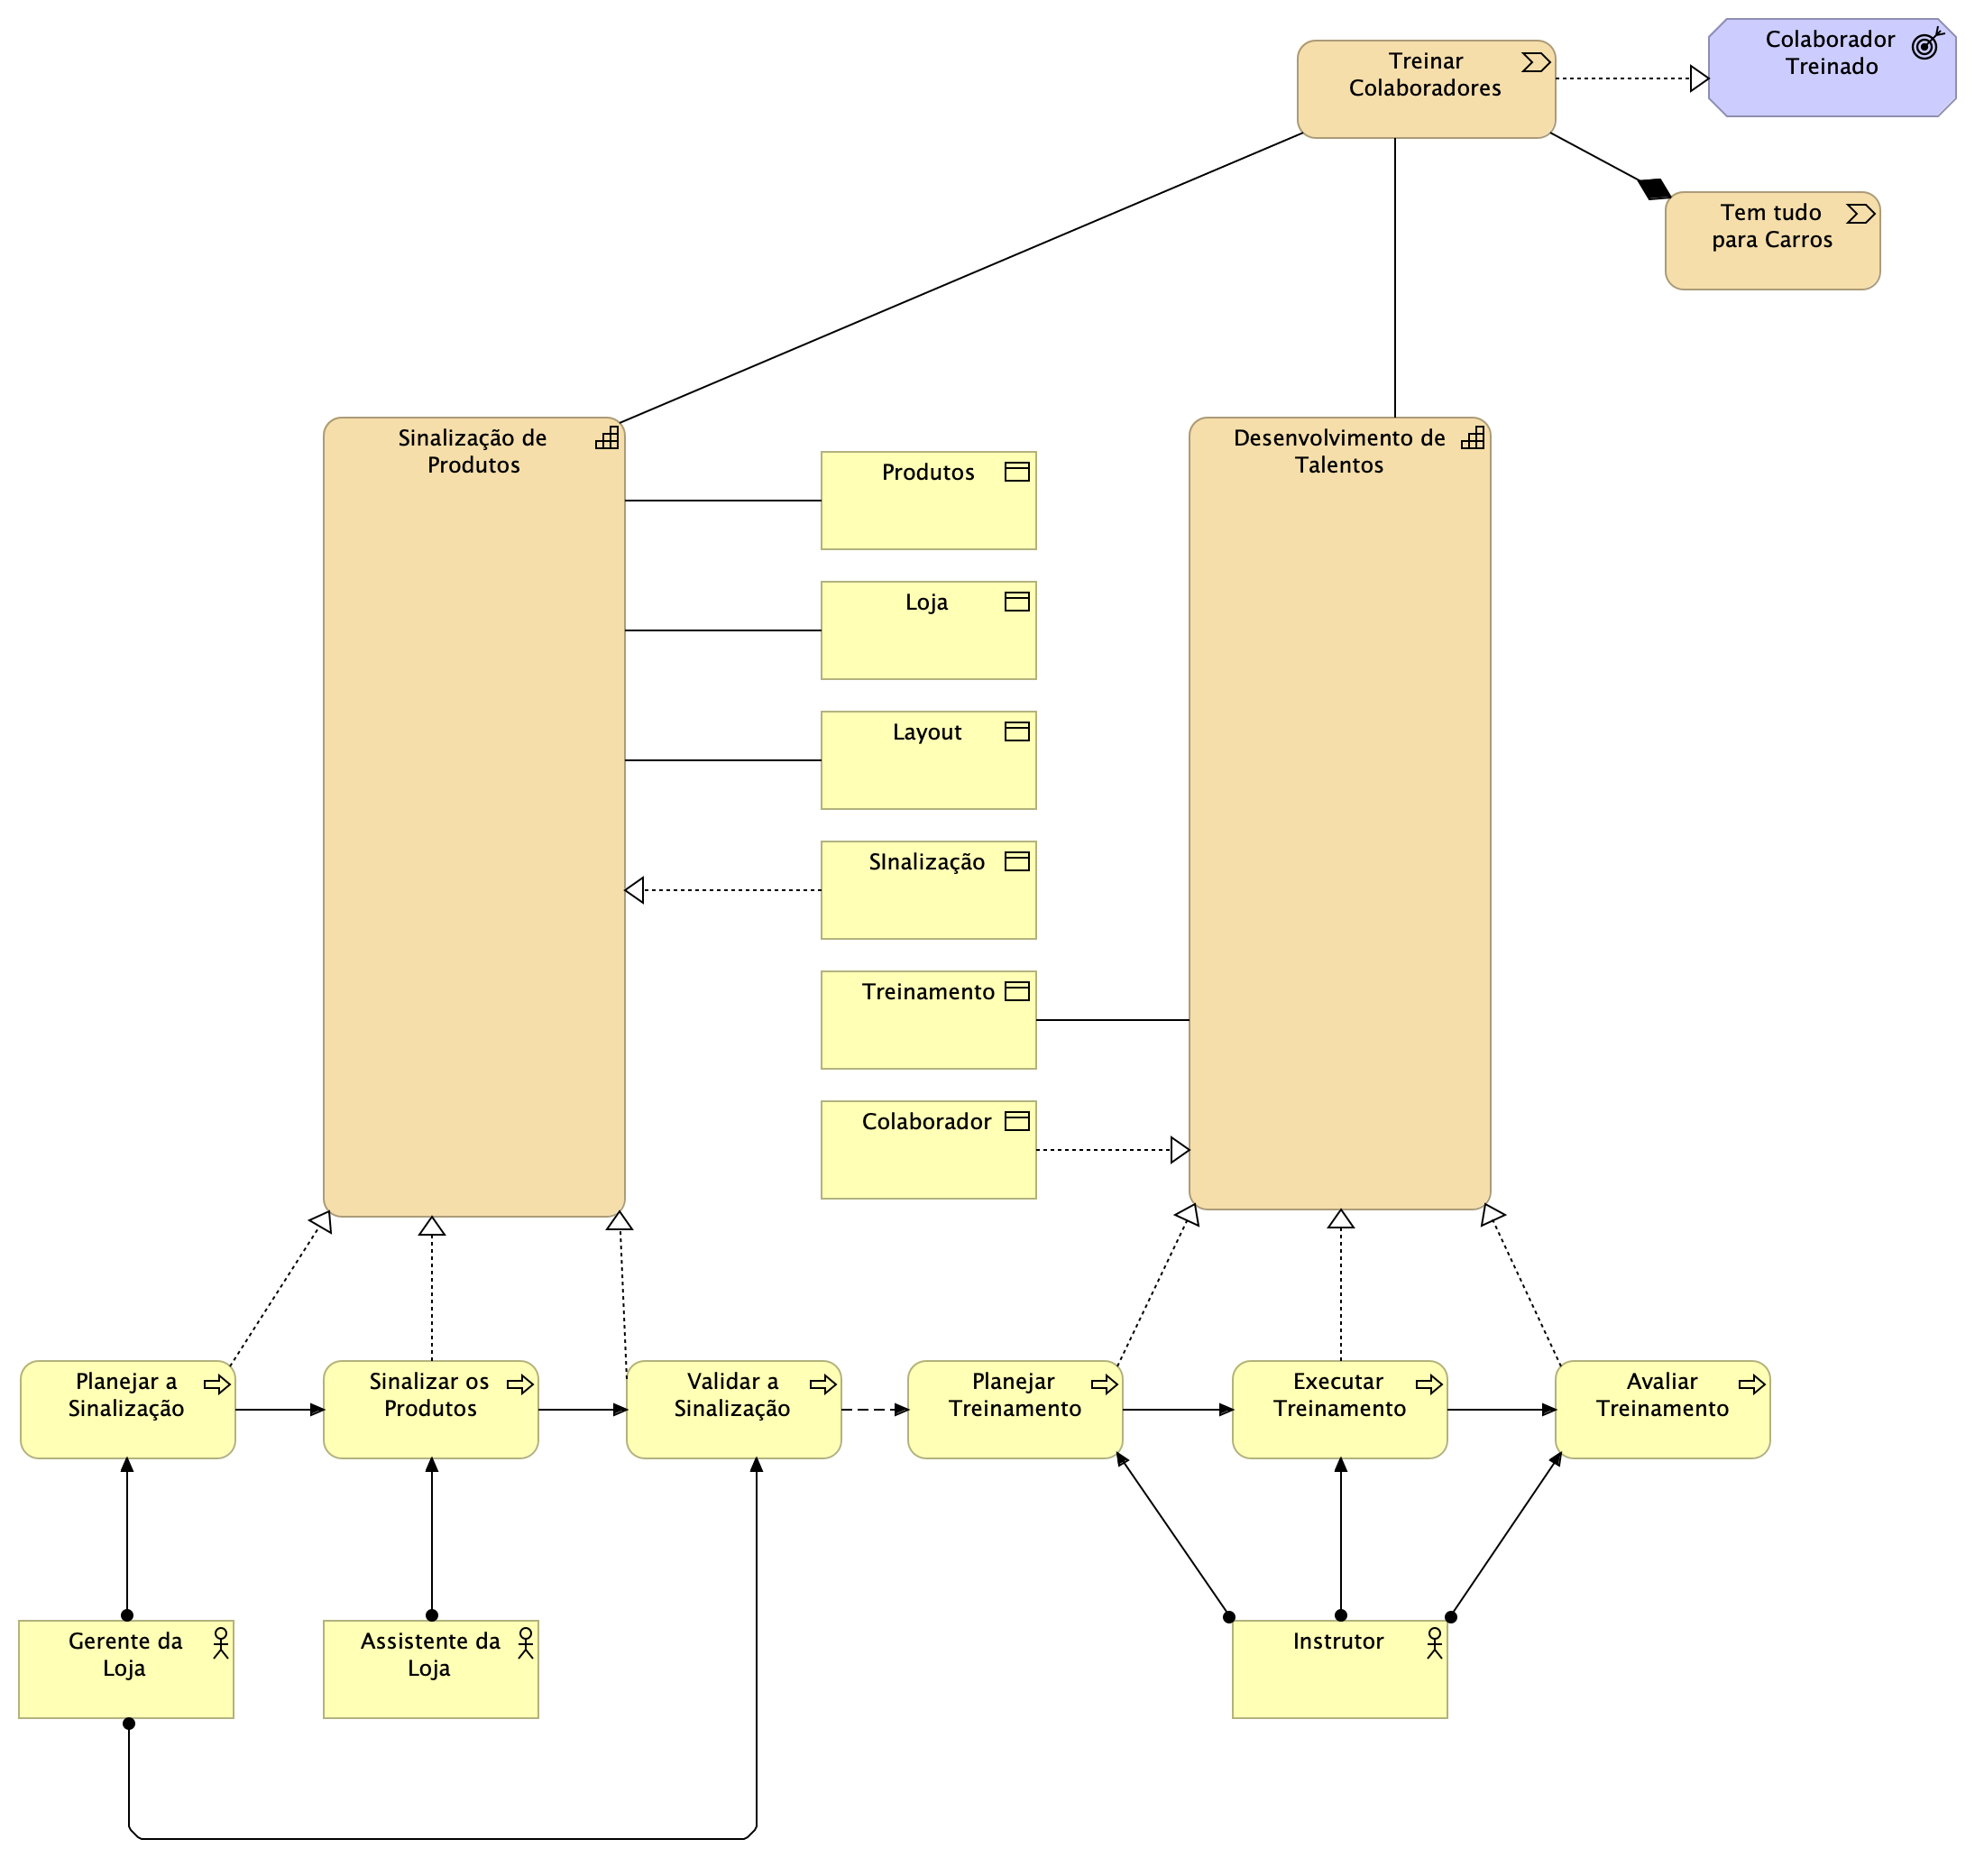 Colaborador
Treinado
Treinar
Colaboradores
Tem tudo
para Carros
Sinalização de
Produtos
Desenvolvimento de
Talentos
Produtos
Loja
Layout
SInalização
Treinamento
Colaborador
Planejar a
Sinalização
Sinalizar os
Produtos
Validar a
Sinalização
Planejar
Treinamento
Executar
Treinamento
Avaliar
Treinamento
Gerente da
Loja
Assistente da
Loja
Instrutor